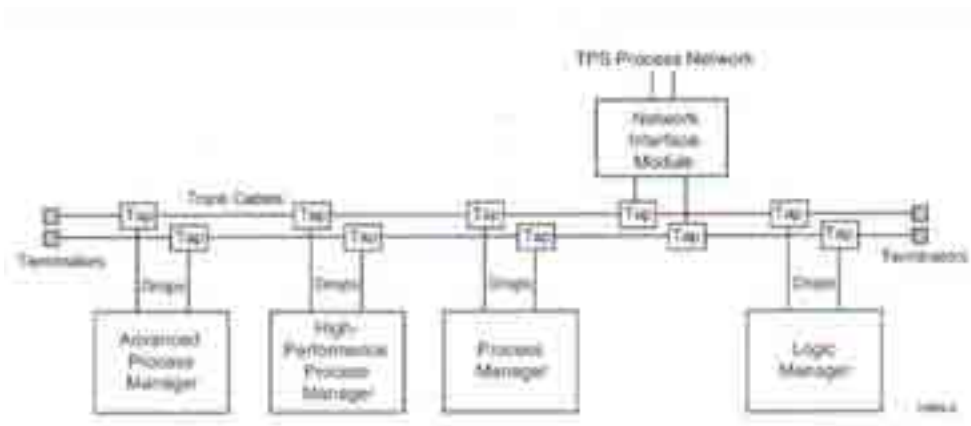 TPS Process Network
Network
Interface
Module
Trunk Cables
Tap
Tap
Tap
Tap
Tap
Tap
Tap
Tap
Tap
Tap
Terminators
Terminators
Drops
Drops
Drops
Drops
Advanced
Process
Manager
High-
Performance
Process
Manager
Process
Manager
Logic
Manager